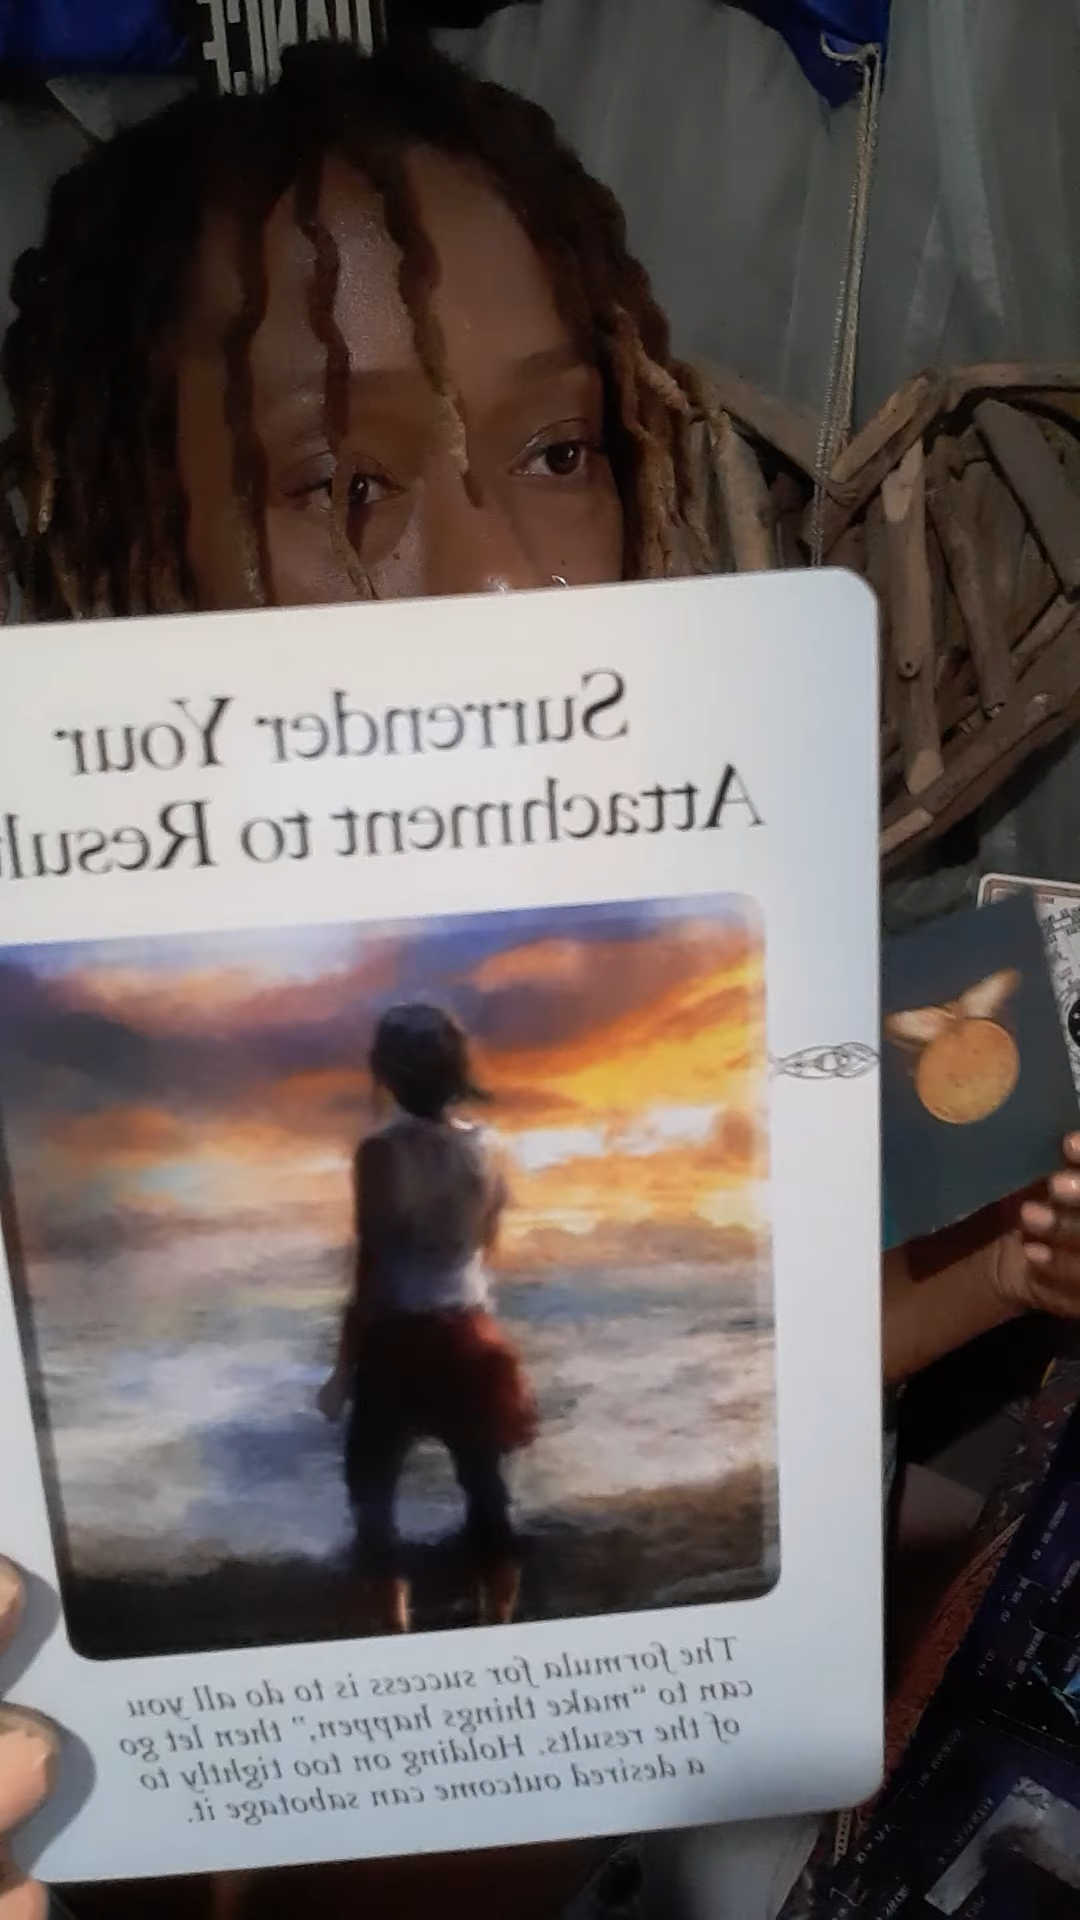 Surrender Your
Attachment to Resul
The formula for success is to do all you
can to "make" things happen," then let go
of the results. Holding on too tightly to
a desired outcome can sabotage it.